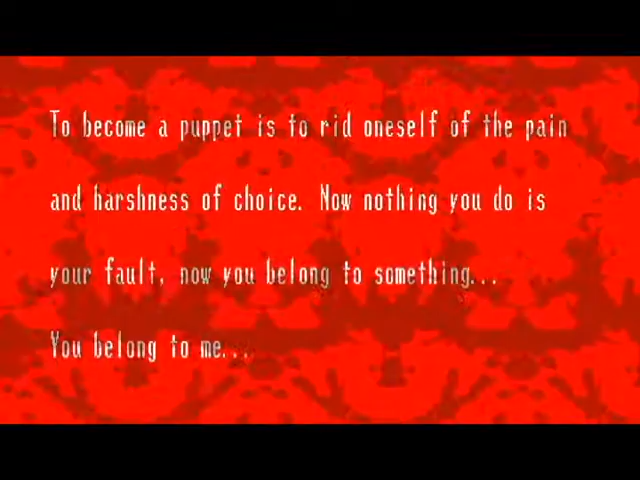 To become a puppet is to rid oneself of the pain
and harshness of choice. Now nothing you do is
your fault, now you belong to something...
You belong to me...